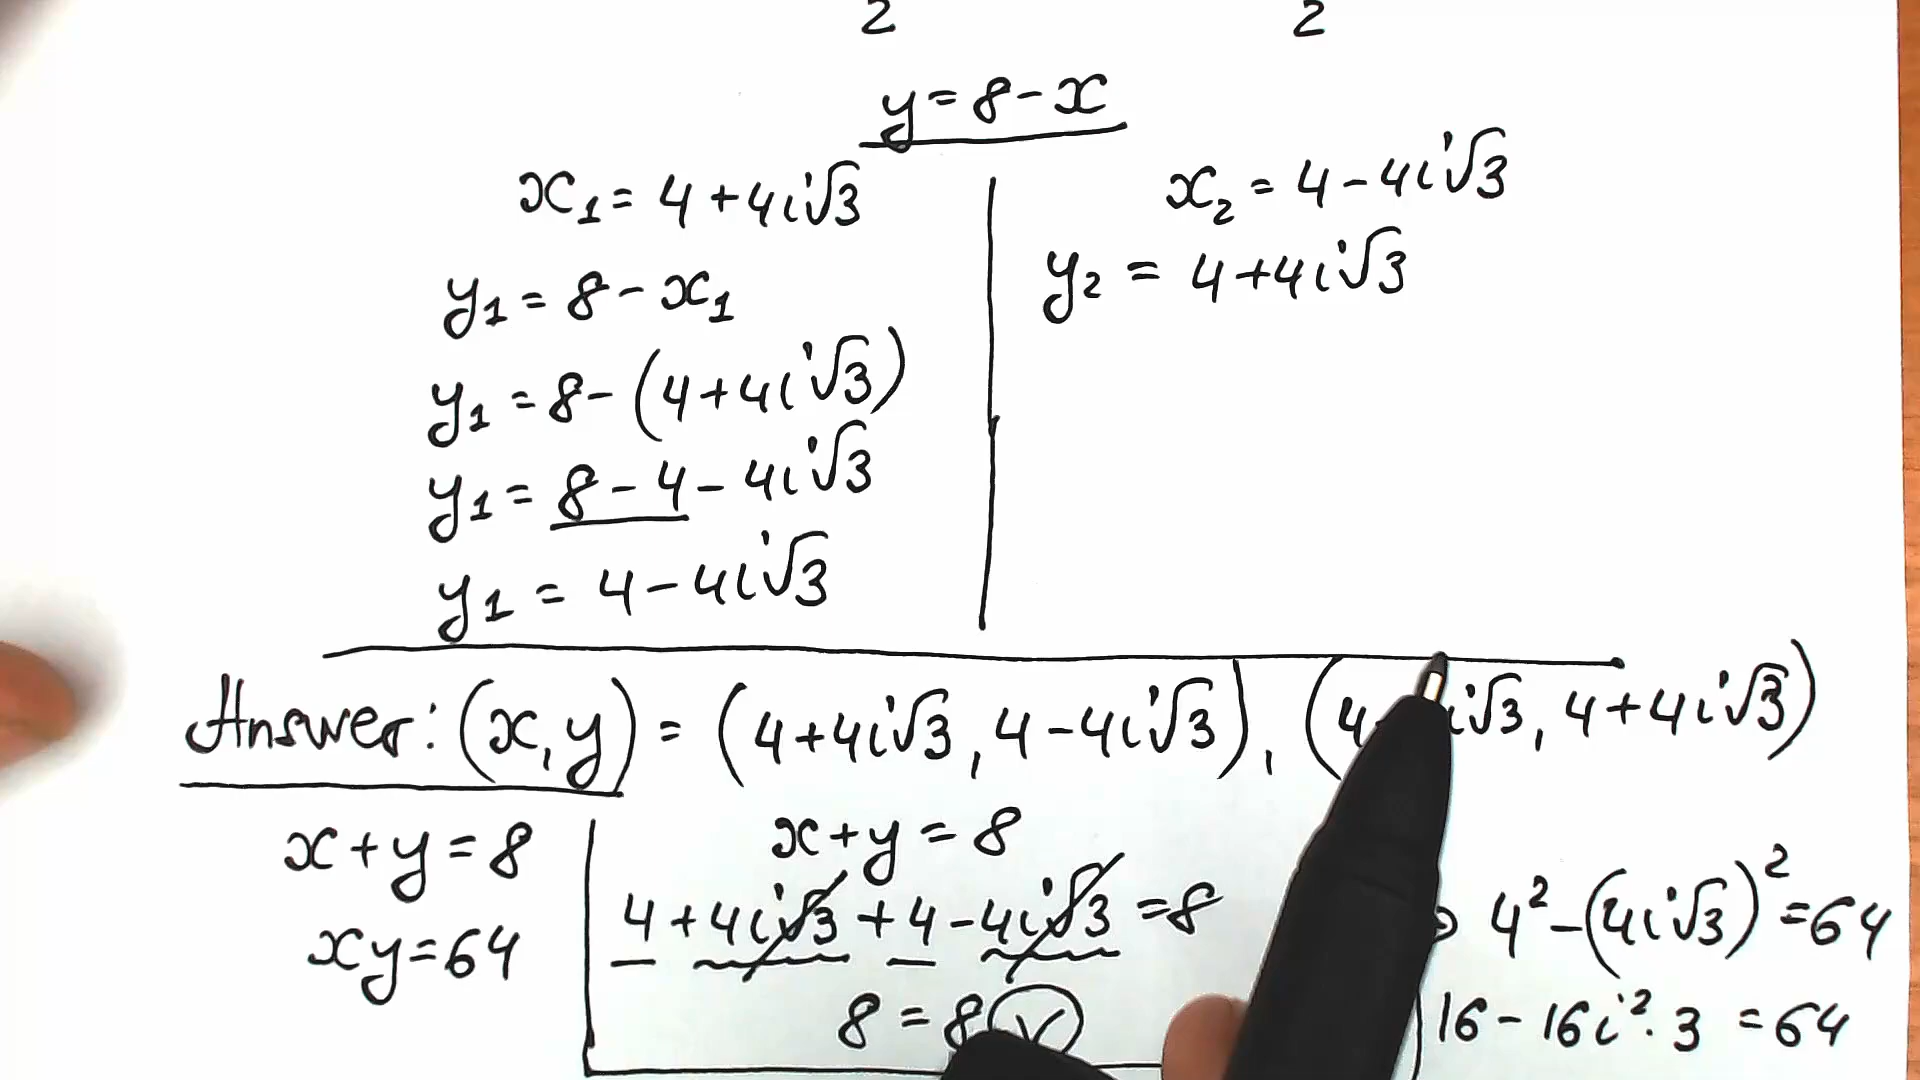 2 2
y = 8 - x
x₁ = 4 + 4i√3
y₁ = 8 - x₁
y₁ = 8 - (4 + 4i√3)
y₁ = 8 - 4 - 4i√3
y₁ = 4 - 4i√3
x₂ = 4 - 4i√3
y₂ = 4 + 4i√3
Answer: (x, y) = (4 + 4i√3, 4 - 4i√3), (4 i√3, 4 + 4i√3)
x + y = 8
xy = 64
x + y = 8
4 + 4i√3 + 4 - 4i√3 = 8
8 = 8 ✓
4² - (4i√3)² = 64
16 - 16i² · 3 = 64